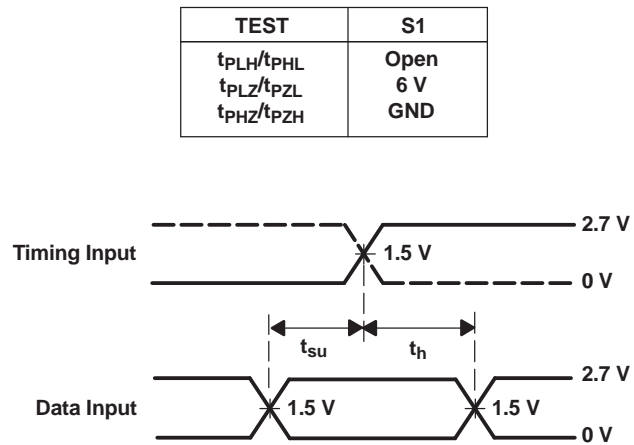 TEST S1
tPLH/tPHL Open
tPLZ/tPZL 6 V
tPHZ/tPZH GND
2.7 V
Timing Input 1.5 V
0 V
tsu th
2.7 V
Data Input 1.5 V 1.5 V
0 V